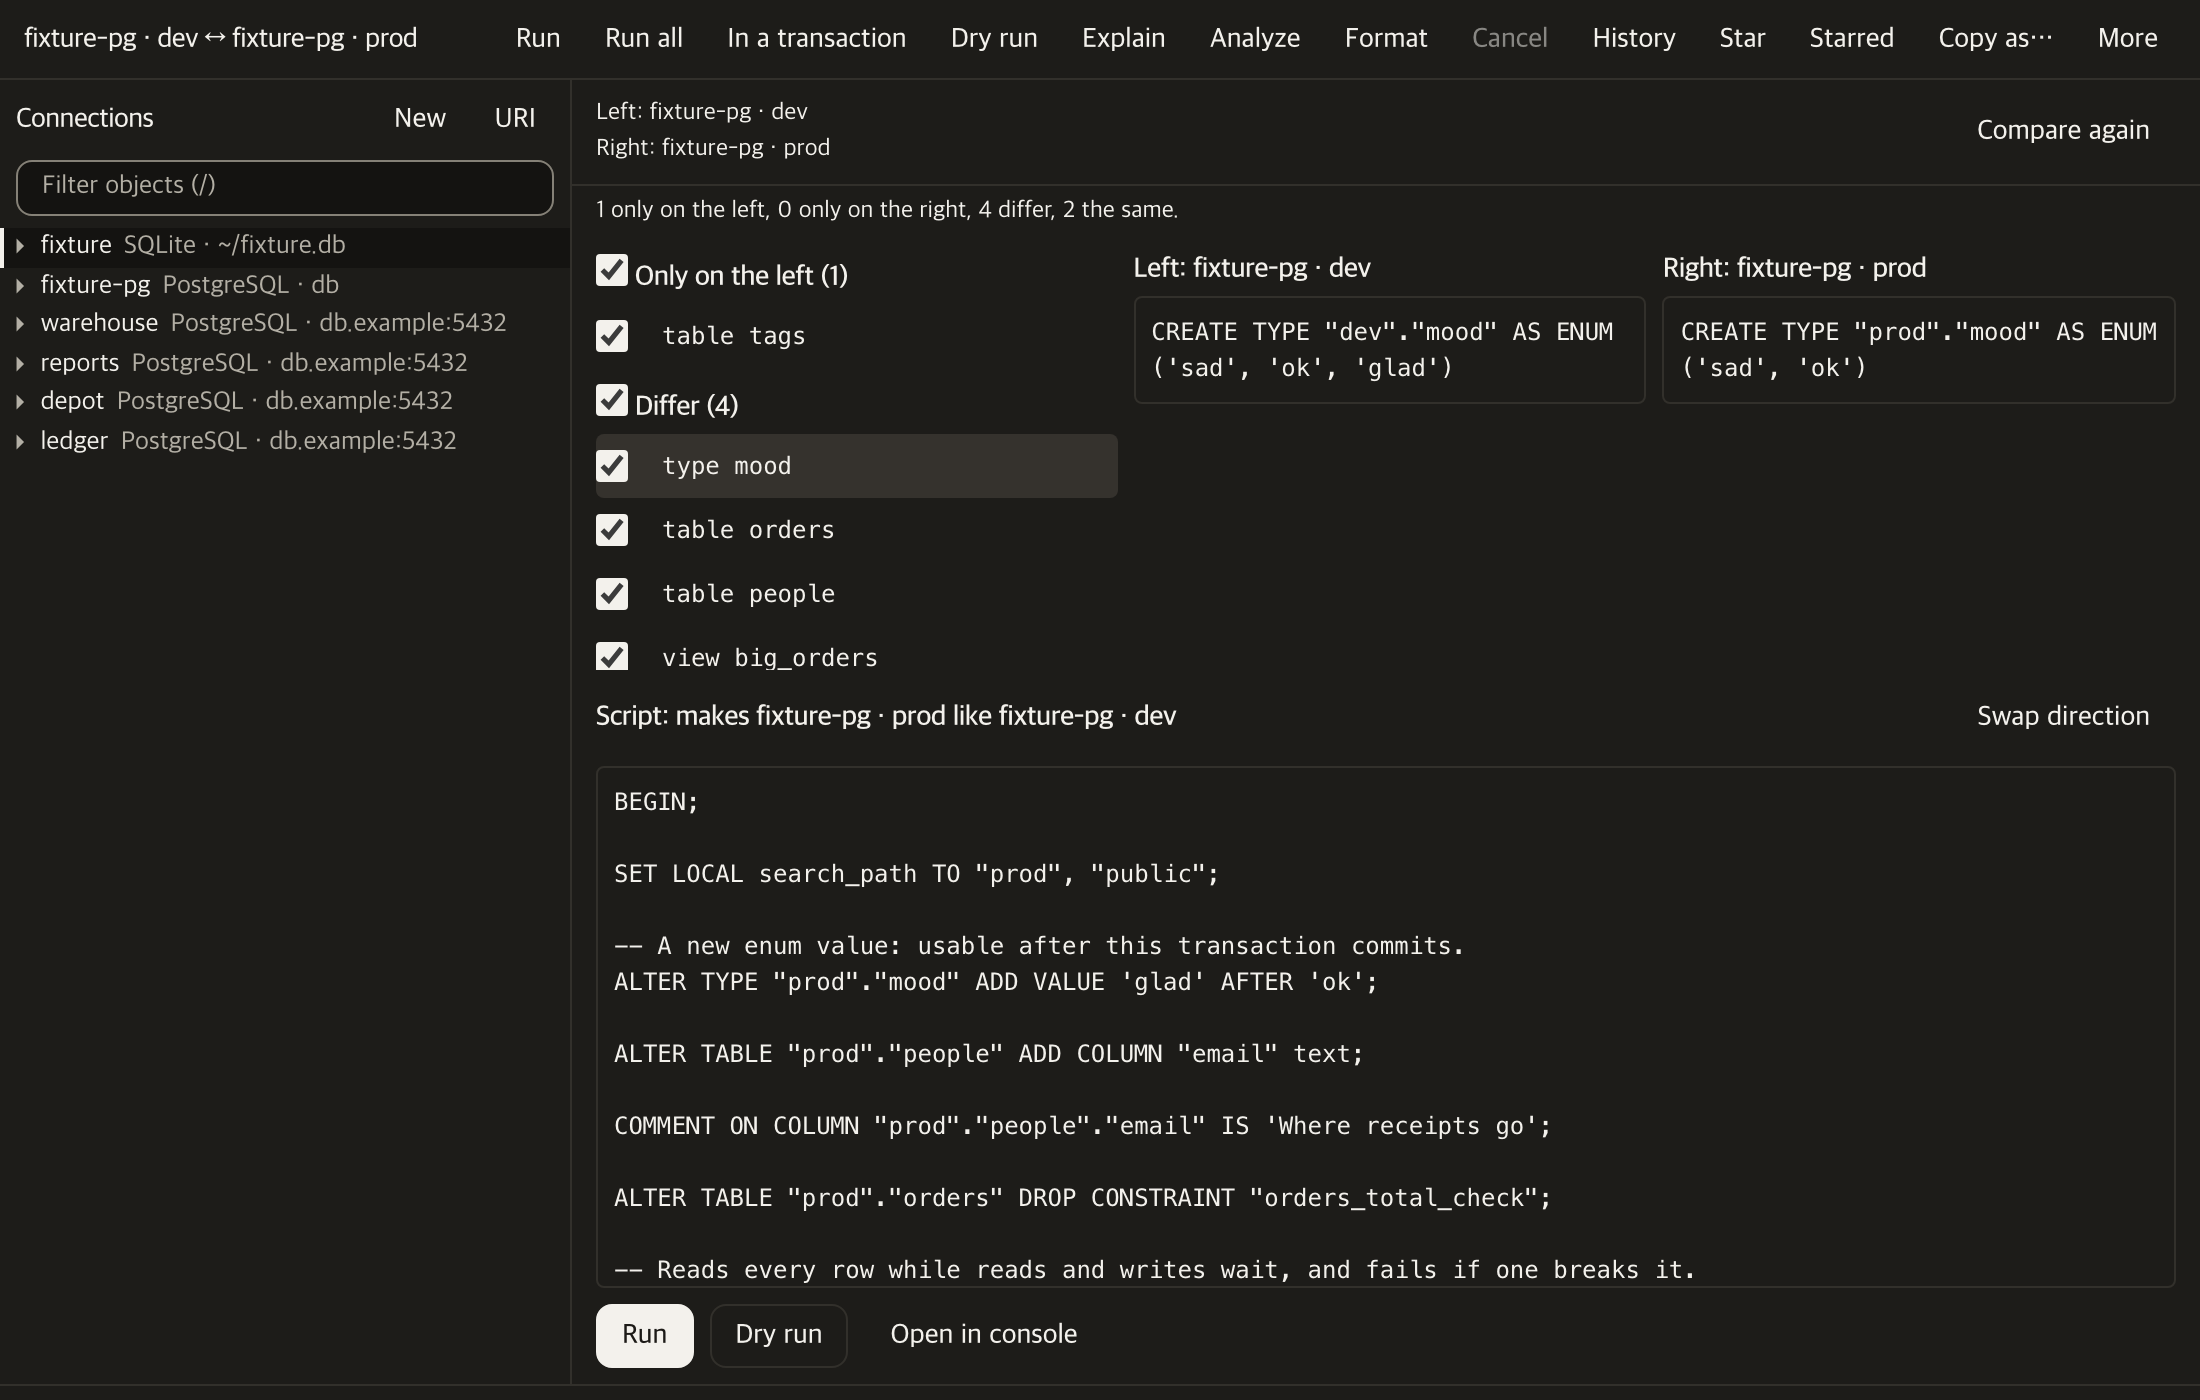 fixture-pg · dev ↔ fixture-pg · prod
Run
Run all
In a transaction
Dry run
Explain
Analyze
Format
Cancel
History
Star
Starred
Copy as···
More
Connections
New
URI
Filter objects (/)
fixture SQLite · ~/fixture.db
fixture-pg PostgreSQL · db
warehouse PostgreSQL · db.example:5432
reports PostgreSQL · db.example:5432
depot PostgreSQL · db.example:5432
ledger PostgreSQL · db.example:5432
Left: fixture-pg · dev
Right: fixture-pg · prod
Compare again
1 only on the left, 0 only on the right, 4 differ, 2 the same.
Only on the left (1)
table tags
Differ (4)
type mood
table orders
table people
view big_orders
Left: fixture-pg · dev
CREATE TYPE "dev"."mood" AS ENUM
('sad', 'ok', 'glad')
Right: fixture-pg · prod
CREATE TYPE "prod"."mood" AS ENUM
('sad', 'ok')
Script: makes fixture-pg · prod like fixture-pg · dev
Swap direction
BEGIN;
SET LOCAL search_path TO "prod", "public";
-- A new enum value: usable after this transaction commits.
ALTER TYPE "prod"."mood" ADD VALUE 'glad' AFTER 'ok';
ALTER TABLE "prod"."people" ADD COLUMN "email" text;
COMMENT ON COLUMN "prod"."people"."email" IS 'Where receipts go';
ALTER TABLE "prod"."orders" DROP CONSTRAINT "orders_total_check";
-- Reads every row while reads and writes wait, and fails if one breaks it.
Run
Dry run
Open in console